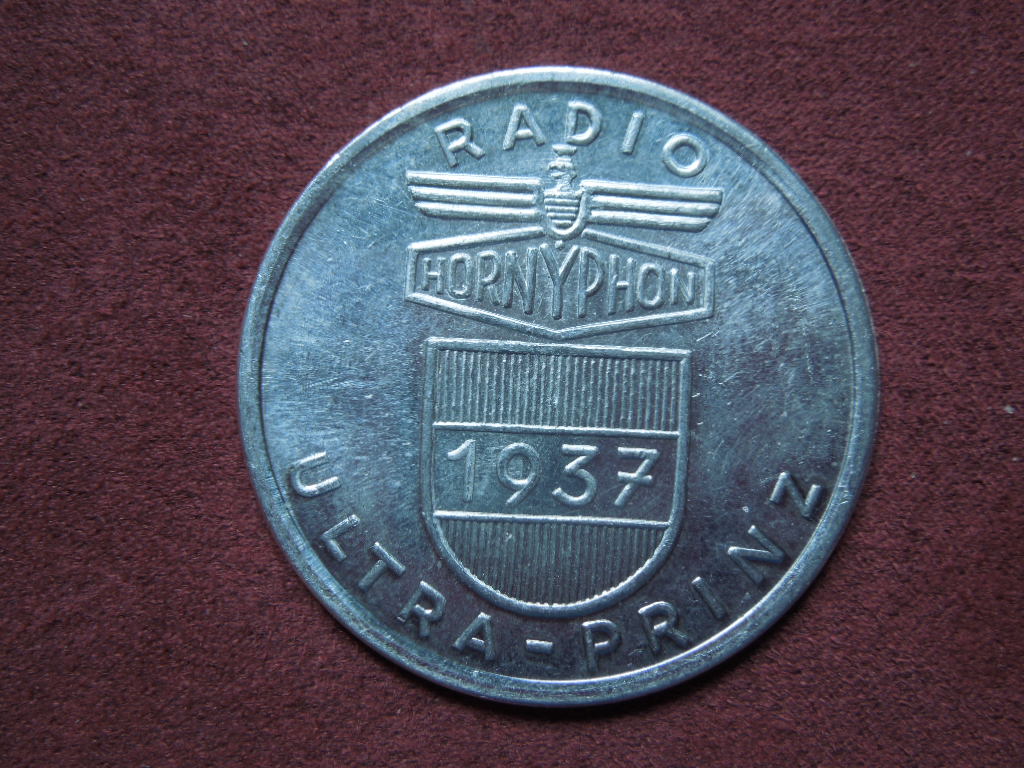 RADIO
HORNYPHON
1937
ULTRA-PRINZ